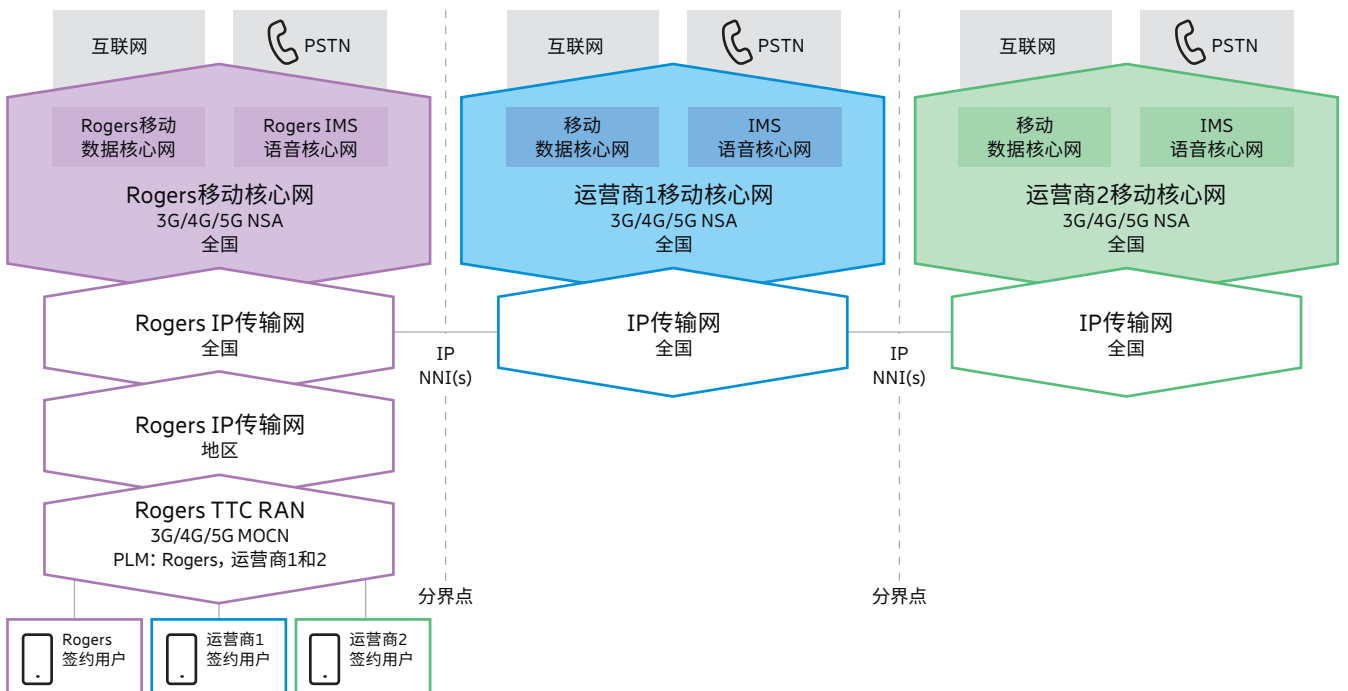 互联网
PSTN
Rogers移动
数据核心网
Rogers IMS
语音核心网
Rogers移动核心网
3G/4G/5G NSA
全国
Rogers IP传输网
全国
Rogers IP传输网
地区
Rogers TTC RAN
3G/4G/5G MOCN
PLM：Rogers，运营商1和2
Rogers
签约用户
运营商1
签约用户
运营商2
签约用户
IP
NNI(s)
分界点
互联网
PSTN
移动
数据核心网
IMS
语音核心网
运营商1移动核心网
3G/4G/5G NSA
全国
IP传输网
全国
IP
NNI(s)
分界点
互联网
PSTN
移动
数据核心网
IMS
语音核心网
运营商2移动核心网
3G/4G/5G NSA
全国
IP传输网
全国